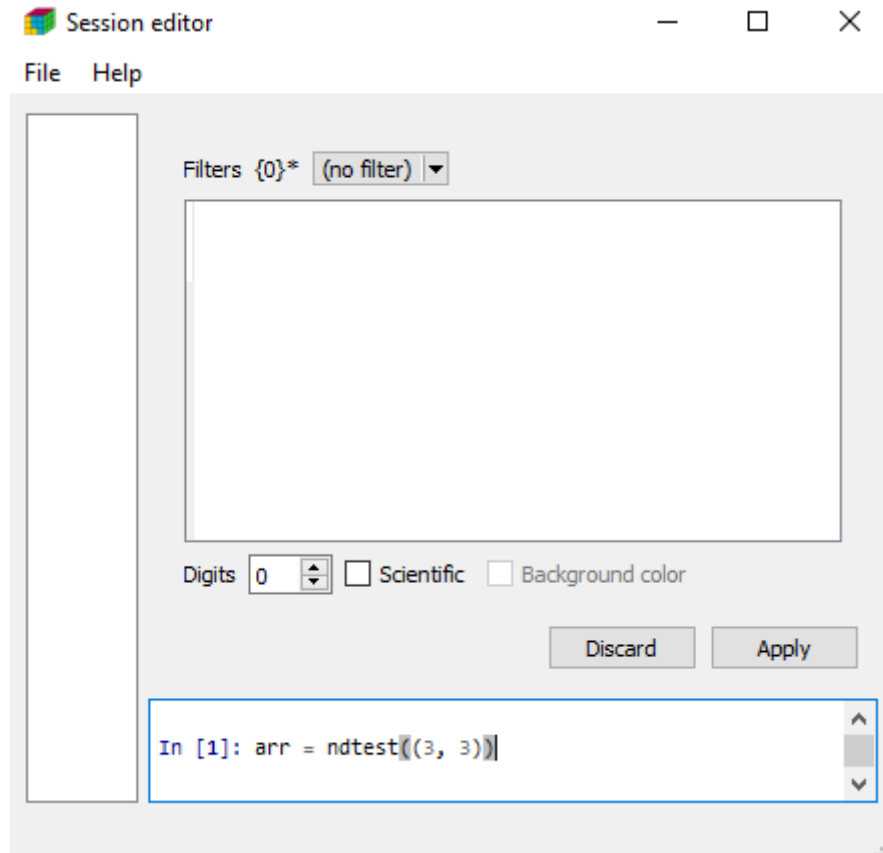 Session editor
File Help
Filters {0}* (no filter)
Digits 0 Scientific Background color
Discard Apply
In [1]: arr = ndtest((3, 3))